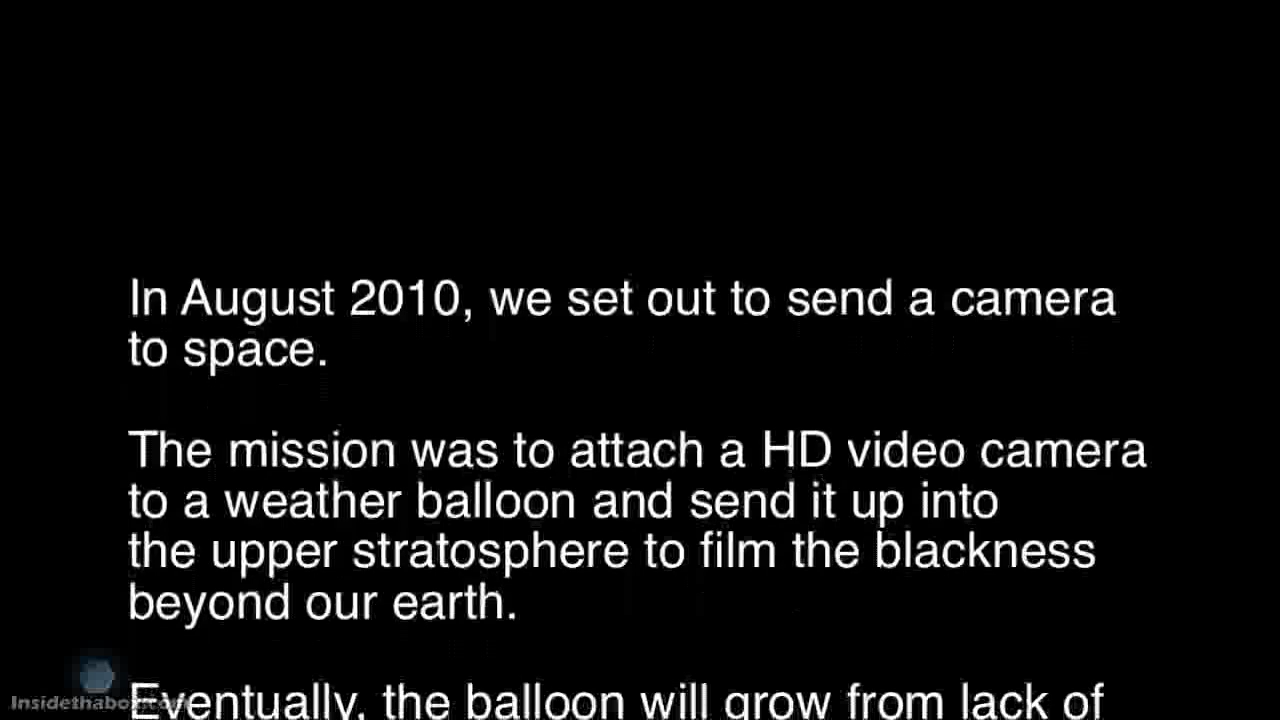 In August 2010, we set out to send a camera
to space.
The mission was to attach a HD video camera
to a weather balloon and send it up into
the upper stratosphere to film the blackness
beyond our earth.
Eventually, the balloon will grow from lack of
Insidethabox.com